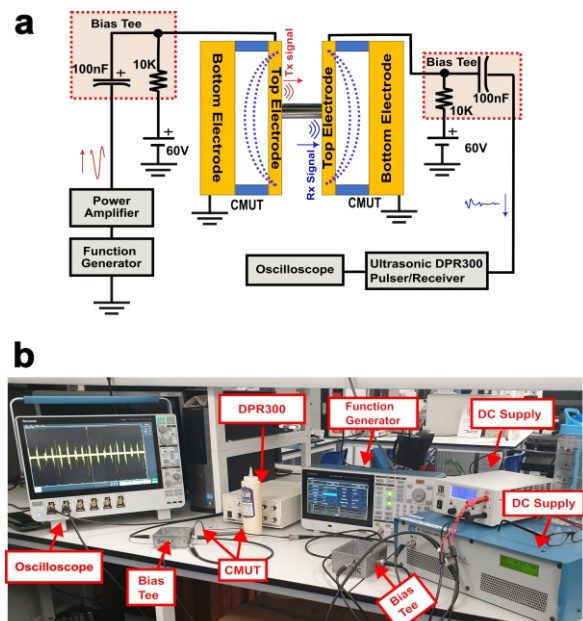 a
Bias Tee
100nF
+
10K
+
60V
Power
Amplifier
Function
Generator
Bottom Electrode
Top Electrode
Tx signal
CMUT
Rx Signal
Top Electrode
Bottom Electrode
CMUT
Bias Tee
10K
100nF
+
60V
Oscilloscope
Ultrasonic DPR300
Pulser/Receiver
b
DPR300
Function
Generator
DC Supply
DC Supply
Oscilloscope
Bias
Tee
CMUT
Bias
Tee